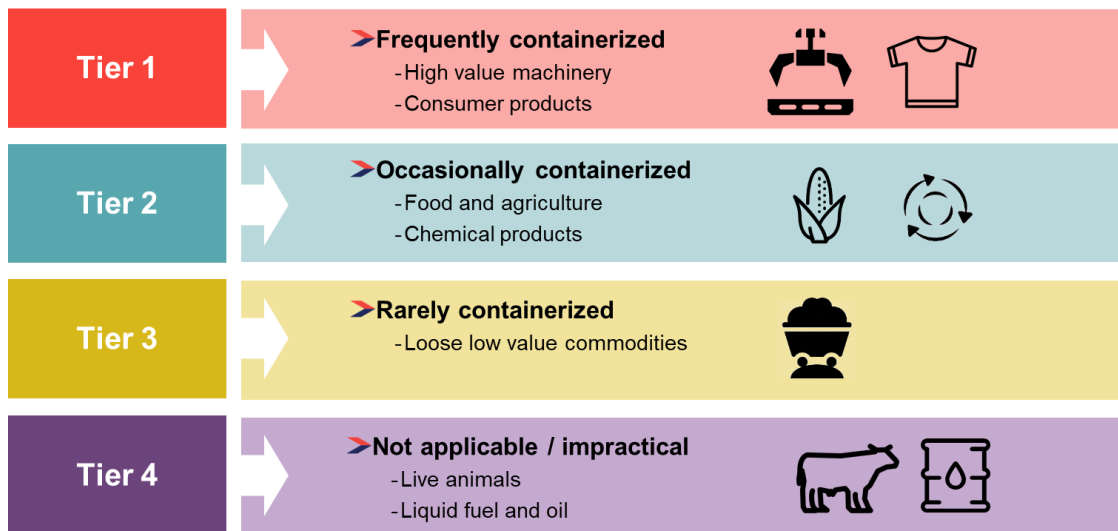 Tier 1
Frequently containerized
-High value machinery
-Consumer products
Tier 2
Occasionally containerized
-Food and agriculture
-Chemical products
Tier 3
Rarely containerized
-Loose low value commodities
Tier 4
Not applicable / impractical
-Live animals
-Liquid fuel and oil